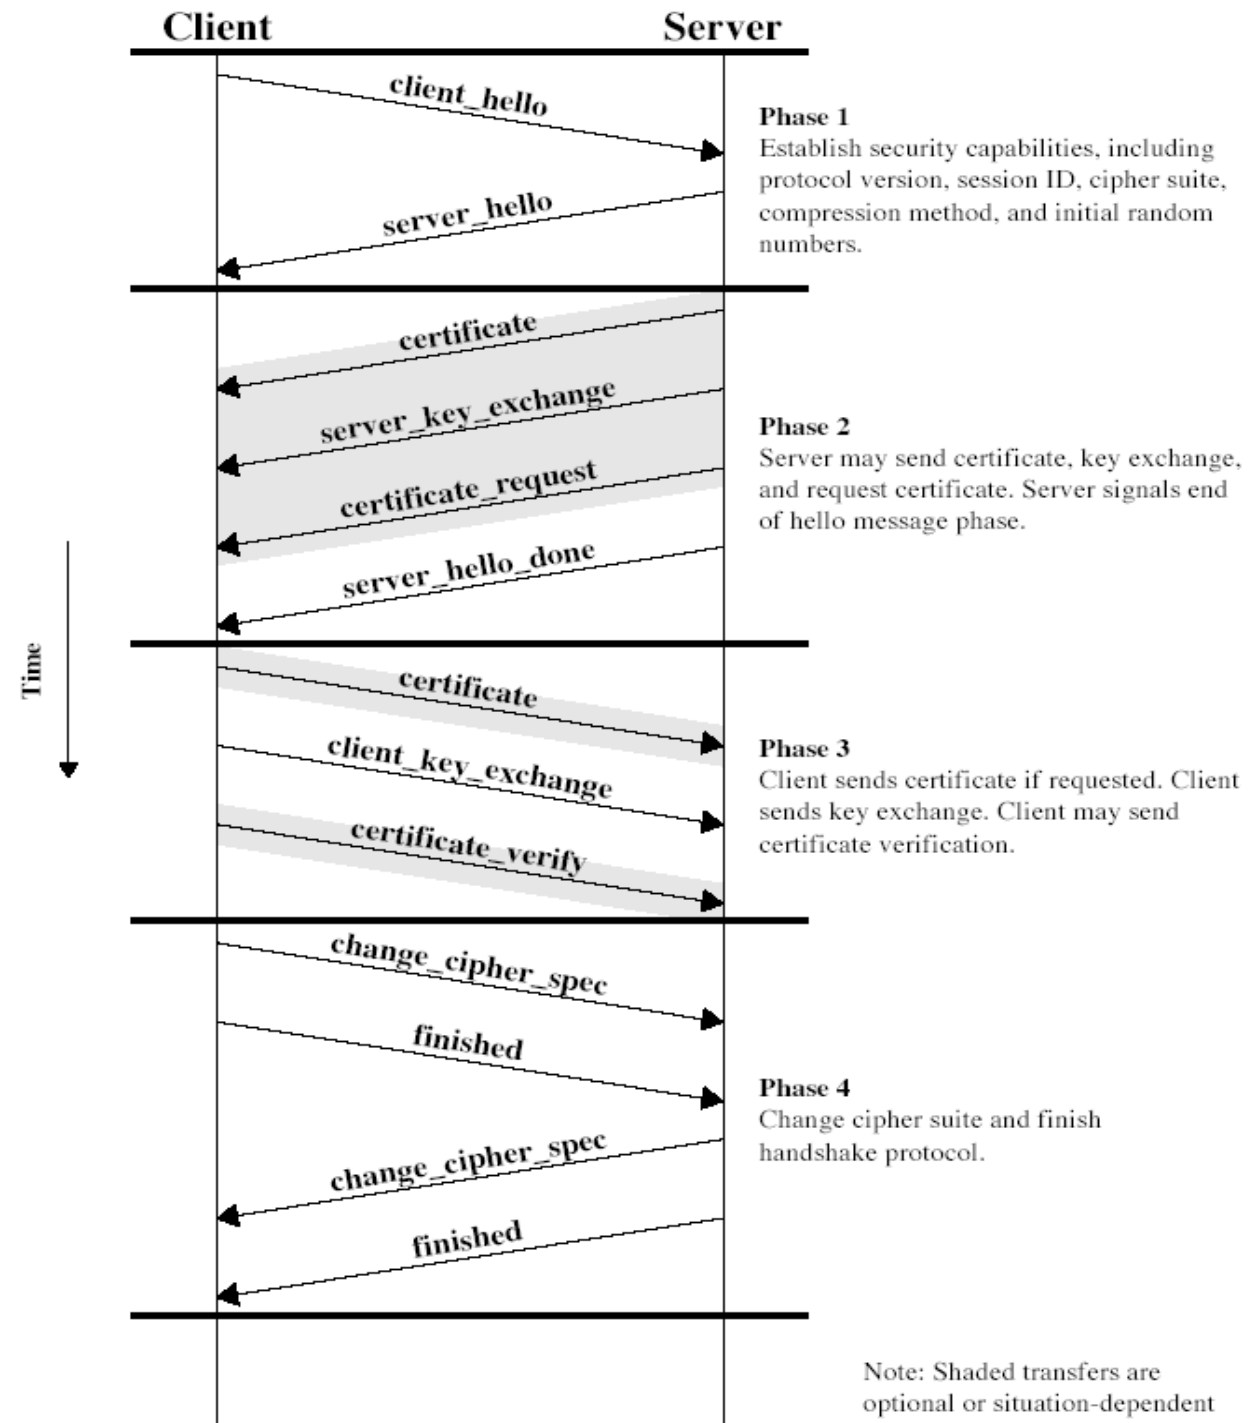 Client
Server
client_hello
server_hello
Phase 1
Establish security capabilities, including
protocol version, session ID, cipher suite,
compression method, and initial random
numbers.
certificate
server_key_exchange
certificate_request
server_hello_done
Phase 2
Server may send certificate, key exchange,
and request certificate. Server signals end
of hello message phase.
Time
certificate
client_key_exchange
certificate_verify
Phase 3
Client sends certificate if requested. Client
sends key exchange. Client may send
certificate verification.
change_cipher_spec
finished
change_cipher_spec
finished
Phase 4
Change cipher suite and finish
handshake protocol.
Note: Shaded transfers are
optional or situation-dependent